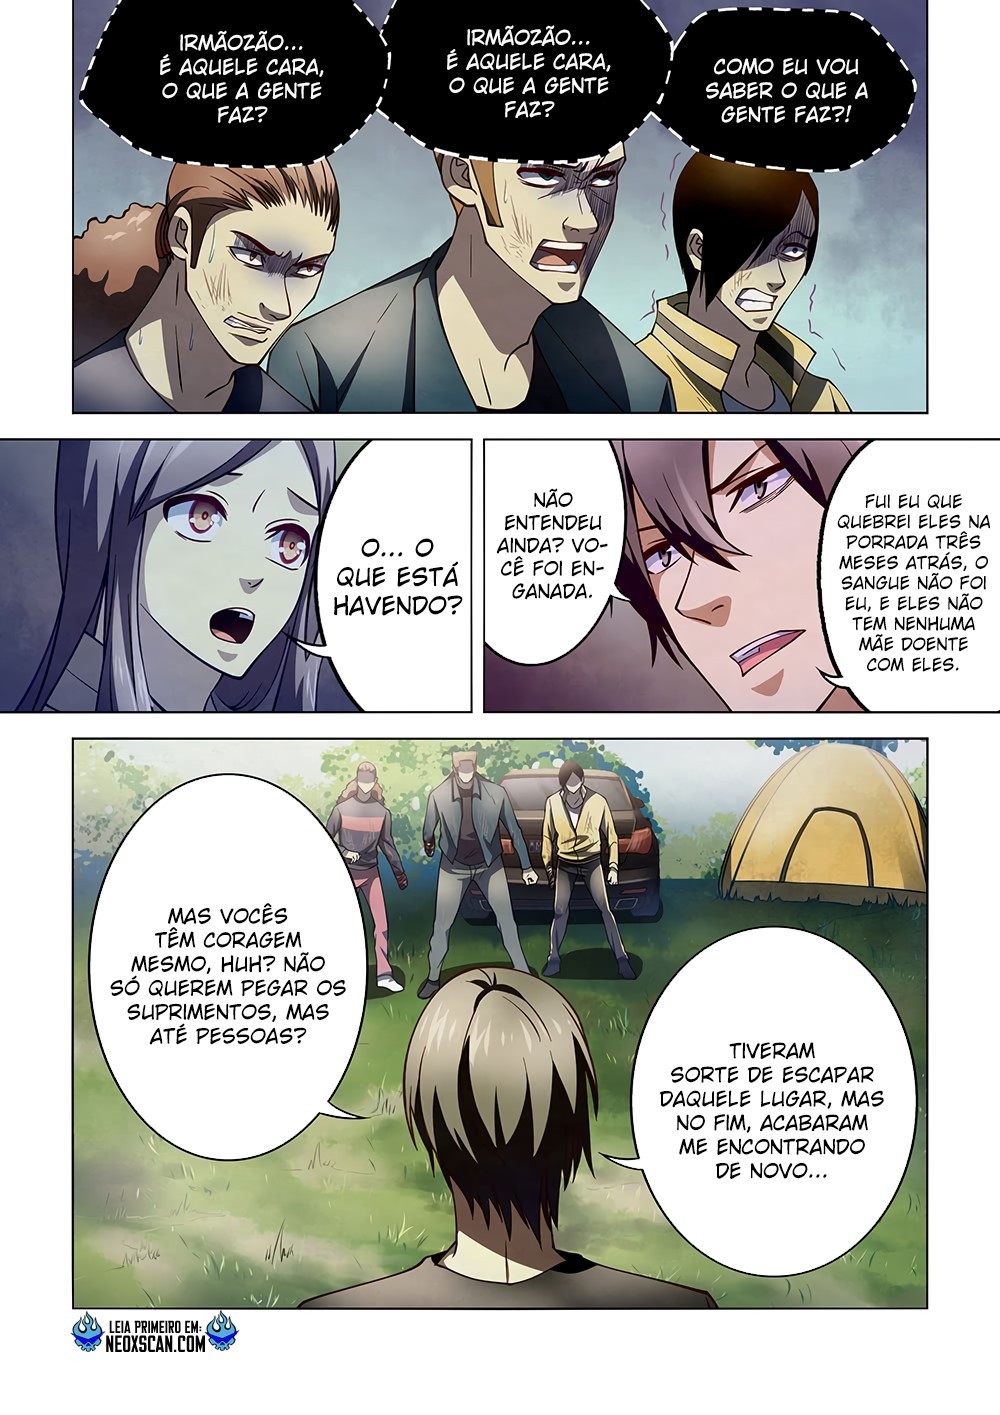 IRMÃOZÃO...
É AQUELE CARA,
O QUE A GENTE
FAZ?
IRMÃOZÃO...
É AQUELE CARA,
O QUE A GENTE
FAZ?
COMO EU VOU
SABER O QUE A
GENTE FAZ?!
O... O
QUE ESTÁ
HAVENDO?
NÃO
ENTENDEU
AINDA? VO-
CÊ FOI EN-
GANADA.
FUI EU QUE
QUEBREI ELES NA
PORRADA TRÊS
MESES ATRÁS, O
SANGUE NÃO FOI
EU, E ELES NÃO
TEM NENHUMA
MÃE DOENTE
COM ELES.
MAS VOCÊS
TÊM CORAGEM
MESMO, HUH? NÃO
SÓ QUEREM PEGAR OS
SUPRIMENTOS, MAS
ATÉ PESSOAS?
TIVERAM
SORTE DE ESCAPAR
DAQUELE LUGAR, MAS
NO FIM, ACABARAM
ME ENCONTRANDO
DE NOVO...
LEIA PRIMEIRO EM:
NEOXSCAN.COM